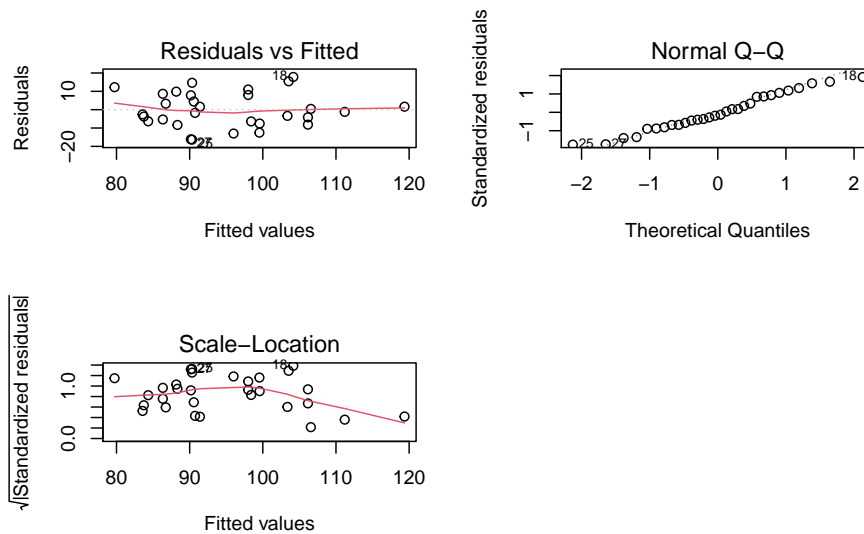 Residuals vs Fitted
Residuals
10
−20
18
25
27
80 90 100 110 120
Fitted values
Normal Q−Q
Standardized residuals
1
−1
18
25 27
−2 −1 0 1 2
Theoretical Quantiles
Scale−Location
√|Standardized residuals|
1.0
0.0
18
25
27
80 90 100 110 120
Fitted values